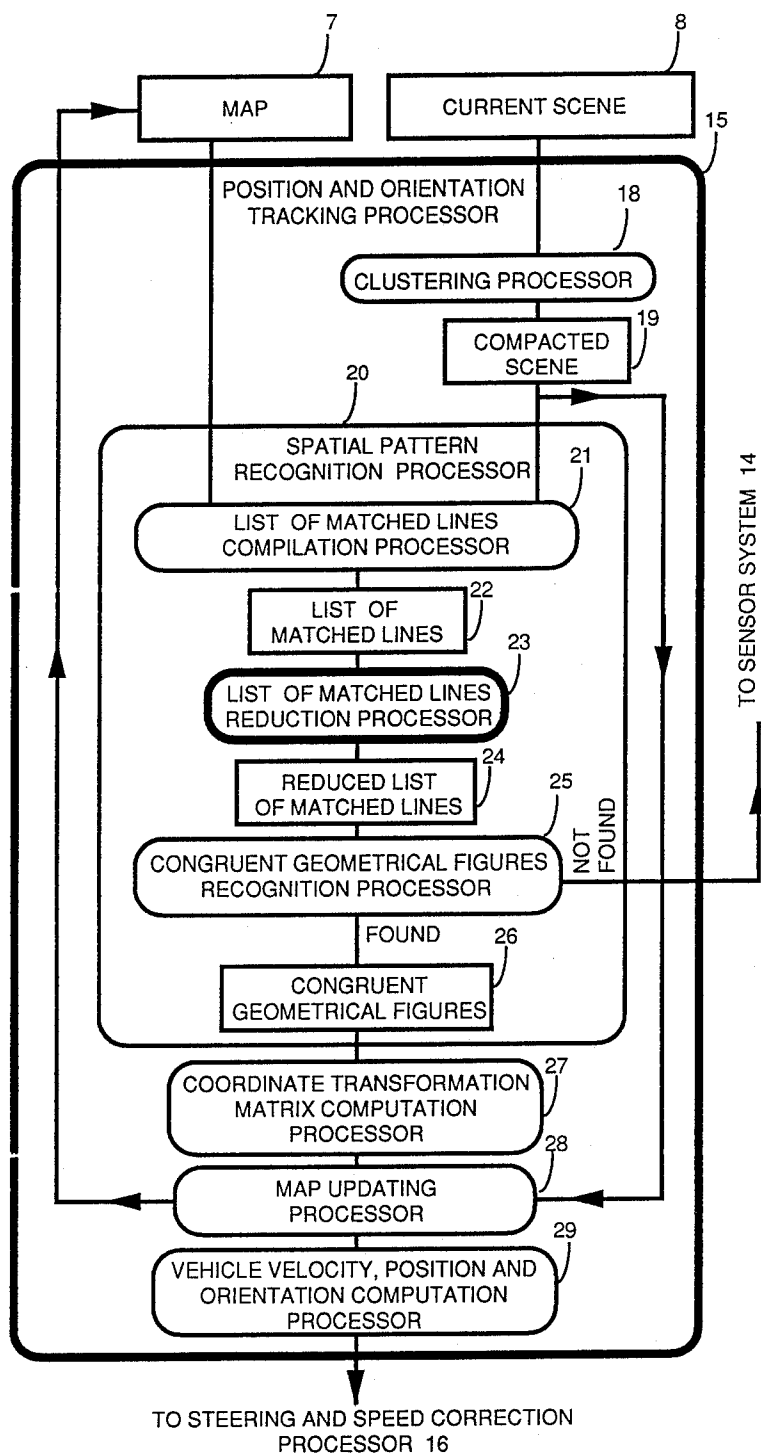 7
8
MAP
CURRENT SCENE
15
POSITION AND ORIENTATION
TRACKING PROCESSOR
18
CLUSTERING PROCESSOR
19
COMPACTED
SCENE
20
SPATIAL PATTERN
RECOGNITION PROCESSOR
21
LIST OF MATCHED LINES
COMPILATION PROCESSOR
22
LIST OF
MATCHED LINES
23
LIST OF MATCHED LINES
REDUCTION PROCESSOR
24
REDUCED LIST
OF MATCHED LINES
25
CONGRUENT GEOMETRICAL FIGURES
RECOGNITION PROCESSOR
NOT
FOUND
TO SENSOR SYSTEM 14
FOUND
26
CONGRUENT
GEOMETRICAL FIGURES
27
COORDINATE TRANSFORMATION
MATRIX COMPUTATION
PROCESSOR
28
MAP UPDATING
PROCESSOR
29
VEHICLE VELOCITY, POSITION AND
ORIENTATION COMPUTATION
PROCESSOR
TO STEERING AND SPEED CORRECTION
PROCESSOR 16